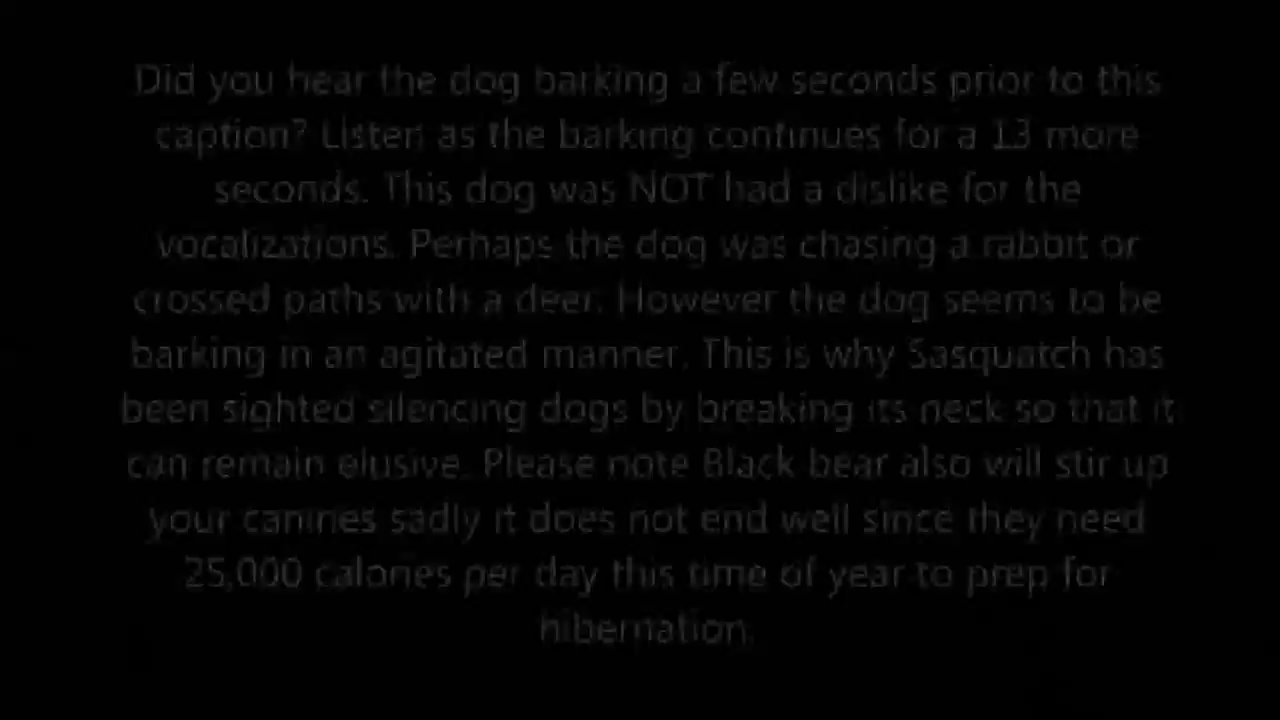 Did you hear the dog barking a few seconds prior to this
caption? Listen as the barking continues for a 13 more
seconds. This dog was NOT had a dislike for the
vocalizations. Perhaps the dog was chasing a rabbit or
crossed paths with a deer. However the dog seems to be
barking in an agitated manner. This is why Sasquatch has
been sighted silencing dogs by breaking its neck so that it
can remain elusive. Please note Black bear also will stir up
your canines sadly it does not end well since they need
25,000 calories per day this time of year to prep for
hibernation.